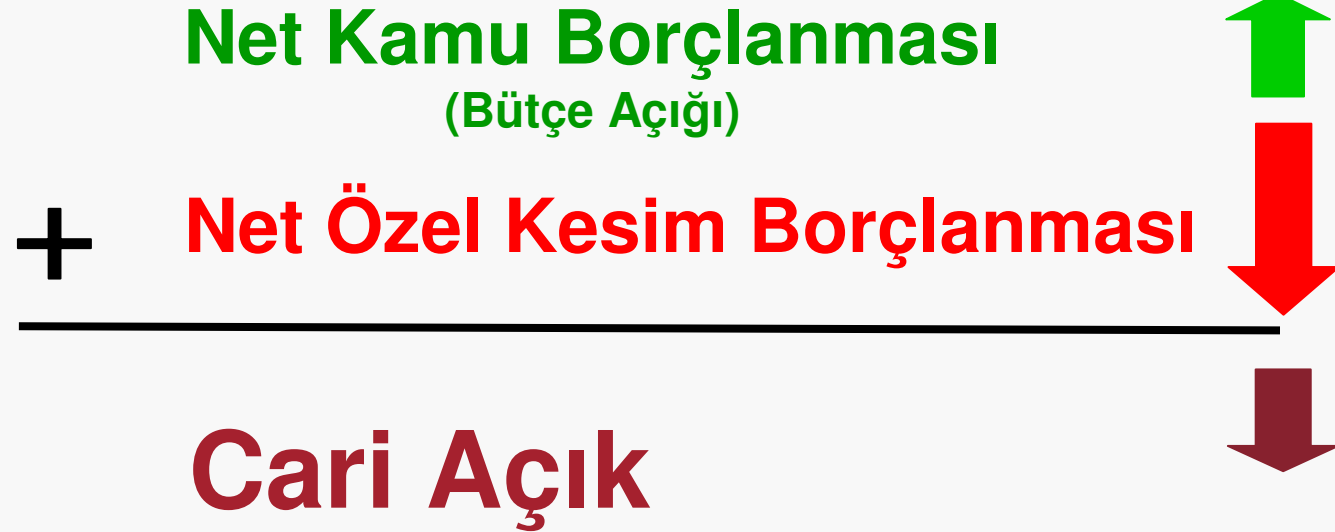 Net Kamu Borçlanması
(Bütçe Açığı)
+ Net Özel Kesim Borçlanması
Cari Açık